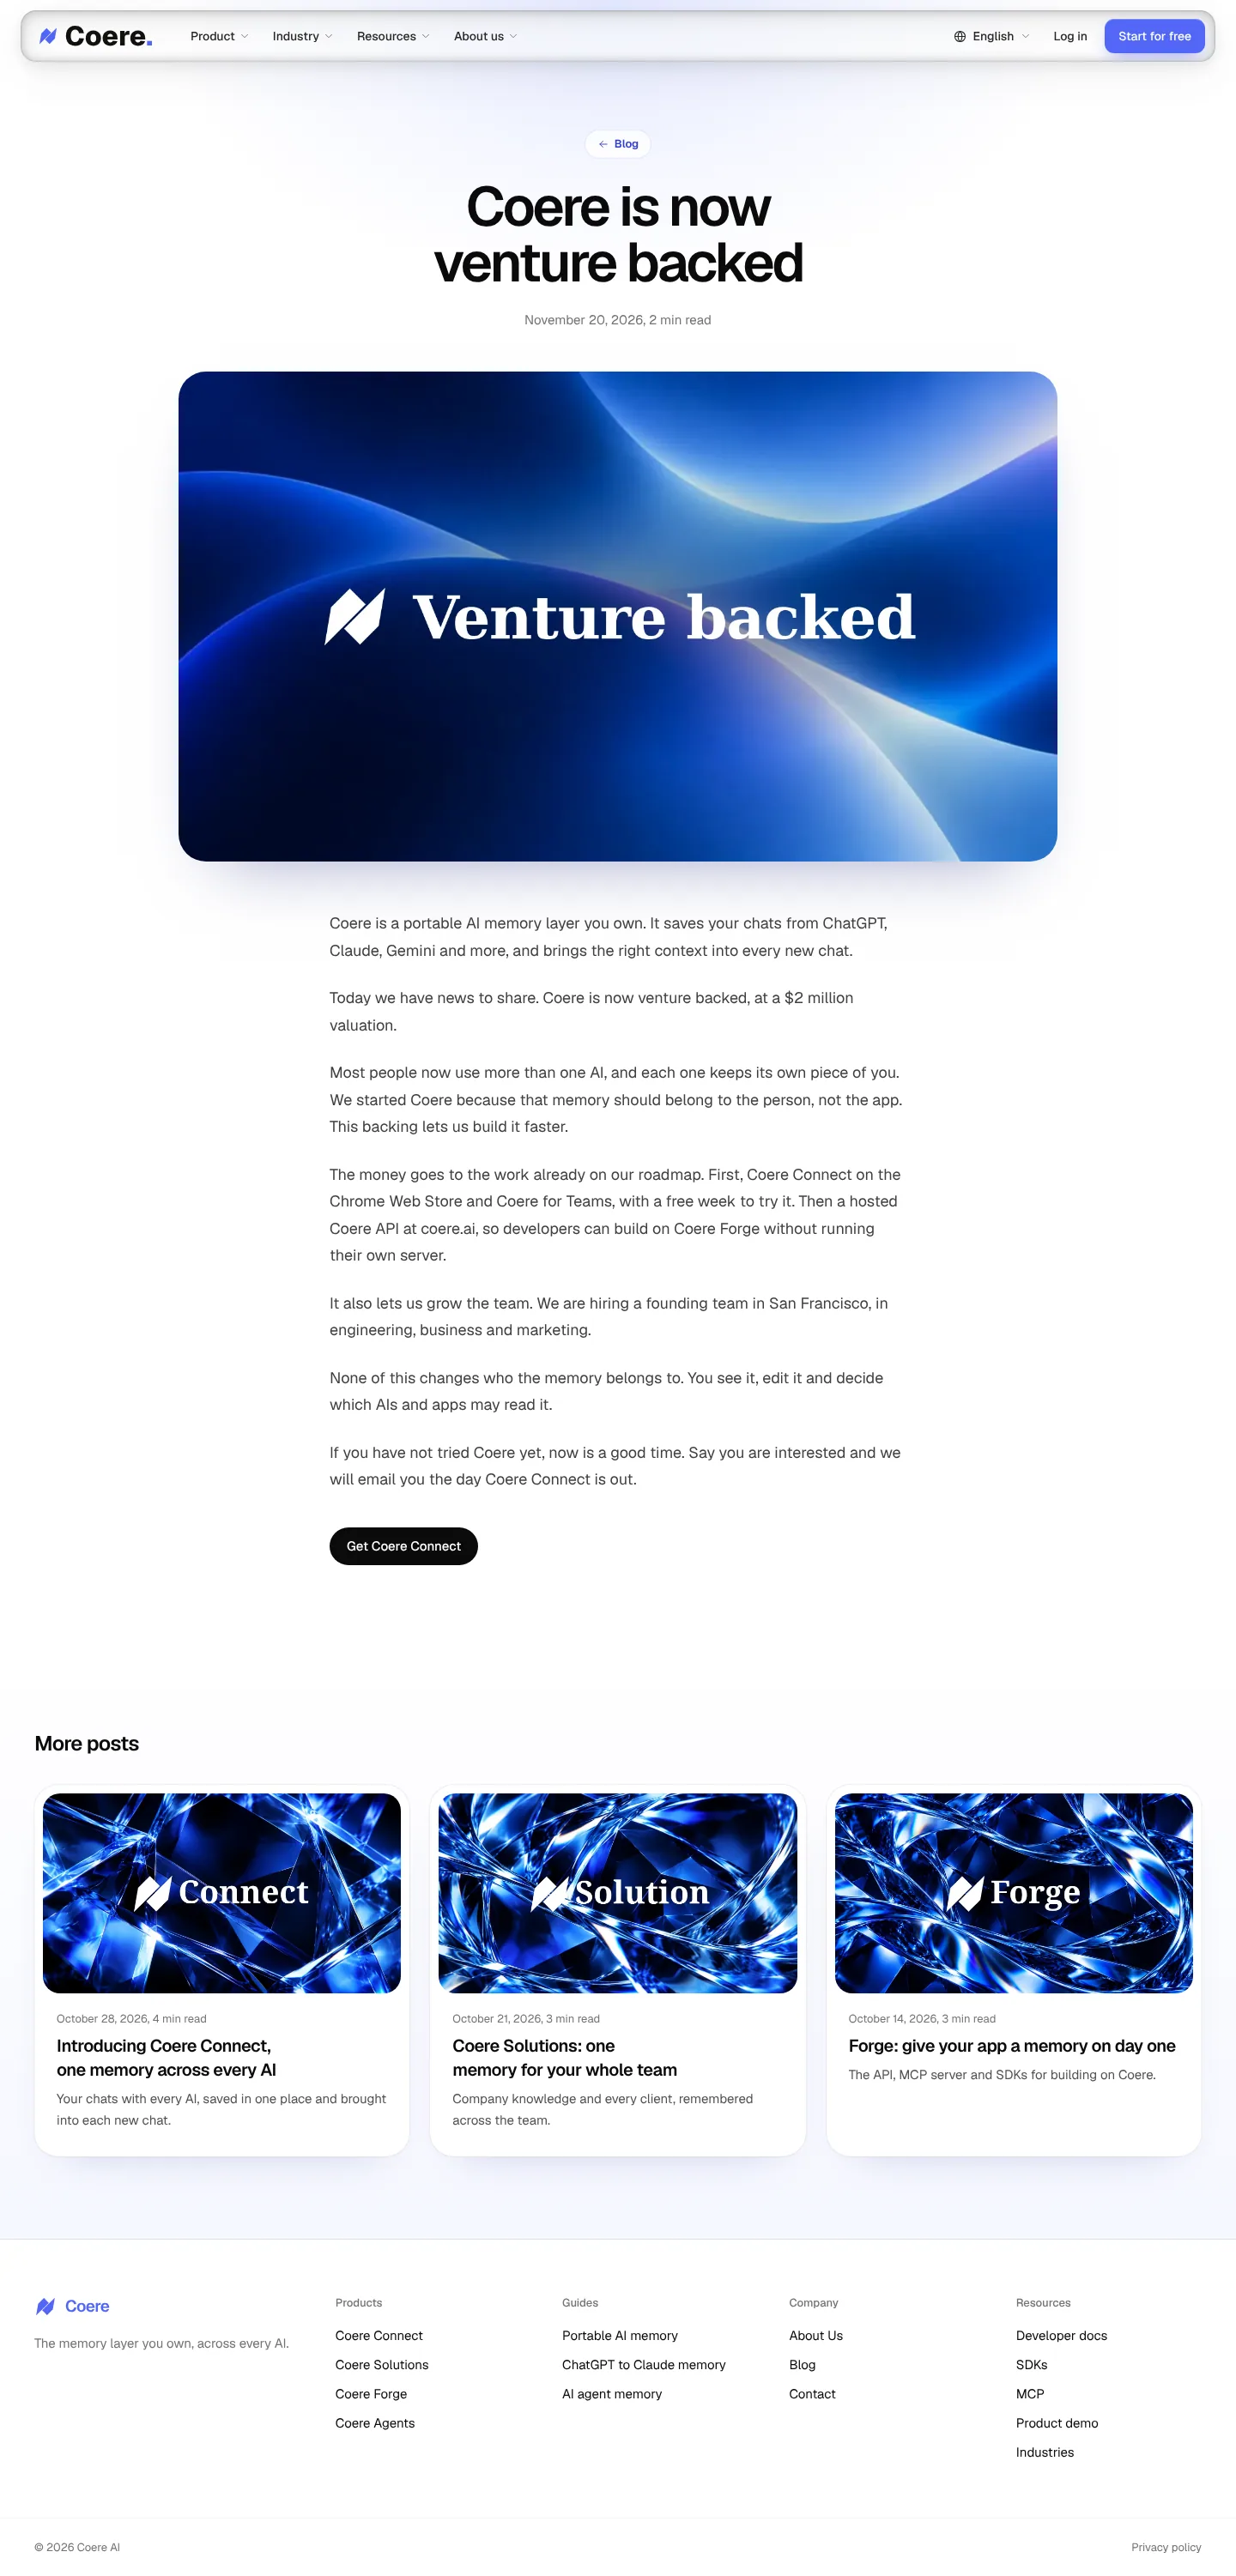 Coere.
Product
Industry
Resources
About us
English
Log in
Start for free
← Blog
Coere is now
venture backed
November 20, 2026, 2 min read
Venture backed
Coere is a portable AI memory layer you own. It saves your chats from ChatGPT,
Claude, Gemini and more, and brings the right context into every new chat.
Today we have news to share. Coere is now venture backed, at a $2 million
valuation.
Most people now use more than one AI, and each one keeps its own piece of you.
We started Coere because that memory should belong to the person, not the app.
This backing lets us build it faster.
The money goes to the work already on our roadmap. First, Coere Connect on the
Chrome Web Store and Coere for Teams, with a free week to try it. Then a hosted
Coere API at coere.ai, so developers can build on Coere Forge without running
their own server.
It also lets us grow the team. We are hiring a founding team in San Francisco, in
engineering, business and marketing.
None of this changes who the memory belongs to. You see it, edit it and decide
which AIs and apps may read it.
If you have not tried Coere yet, now is a good time. Say you are interested and we
will email you the day Coere Connect is out.
Get Coere Connect
More posts
Connect
October 28, 2026, 4 min read
Introducing Coere Connect,
one memory across every AI
Your chats with every AI, saved in one place and brought
into each new chat.
Solution
October 21, 2026, 3 min read
Coere Solutions: one
memory for your whole team
Company knowledge and every client, remembered
across the team.
Forge
October 14, 2026, 3 min read
Forge: give your app a memory on day one
The API, MCP server and SDKs for building on Coere.
Coere
The memory layer you own, across every AI.
Products
Coere Connect
Coere Solutions
Coere Forge
Coere Agents
Guides
Portable AI memory
ChatGPT to Claude memory
AI agent memory
Company
About Us
Blog
Contact
Resources
Developer docs
SDKs
MCP
Product demo
Industries
© 2026 Coere AI
Privacy policy